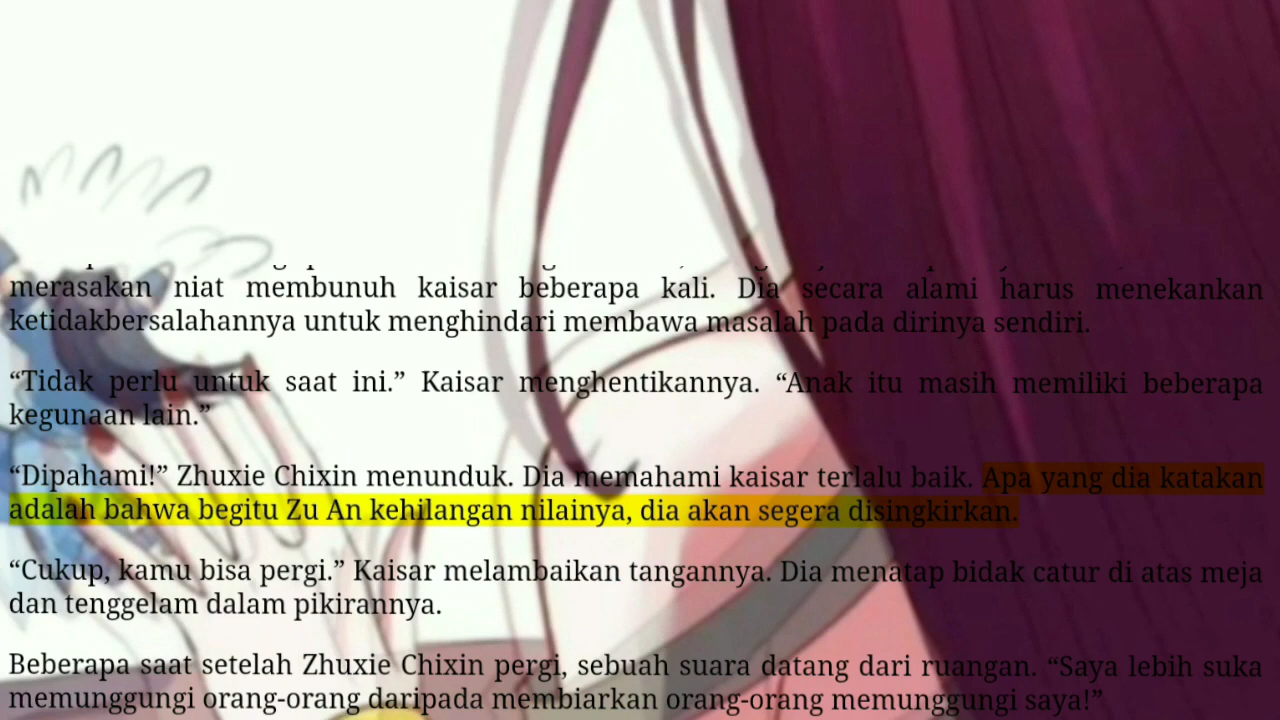 merasakan niat membunuh kaisar beberapa kali. Dia secara alami harus menekankan
ketidakbersalahannya untuk menghindari membawa masalah pada dirinya sendiri.
“Tidak perlu untuk saat ini.” Kaisar menghentikannya. “Anak itu masih memiliki beberapa
kegunaan lain.”
“Dipahami!” Zhuxie Chixin menunduk. Dia memahami kaisar terlalu baik. Apa yang dia katakan
adalah bahwa begitu Zu An kehilangan nilainya, dia akan segera disingkirkan.
“Cukup, kamu bisa pergi.” Kaisar melambaikan tangannya. Dia menatap bidak catur di atas meja
dan tenggelam dalam pikirannya.
Beberapa saat setelah Zhuxie Chixin pergi, sebuah suara datang dari ruangan. “Saya lebih suka
memunggungi orang-orang daripada membiarkan orang-orang memunggungi saya!”